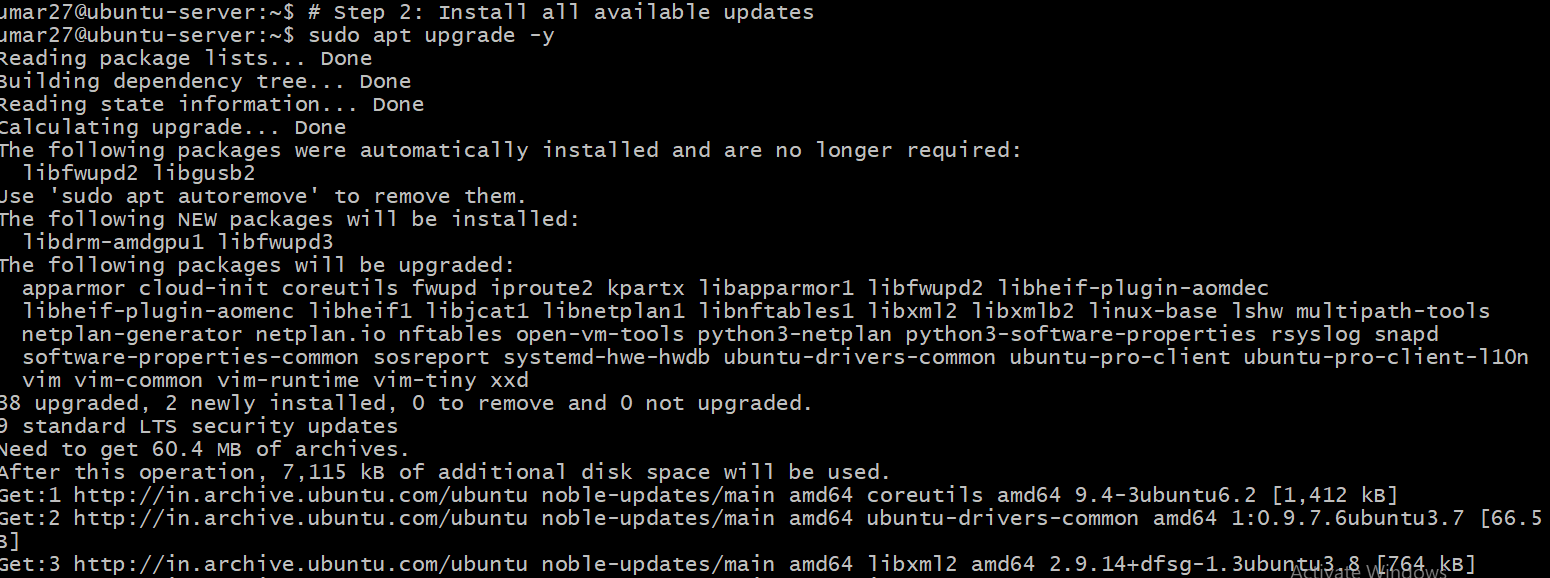 umar27@ubuntu-server:~$ # Step 2: Install all available updates
umar27@ubuntu-server:~$ sudo apt upgrade -y
Reading package lists... Done
Building dependency tree... Done
Reading state information... Done
Calculating upgrade... Done
The following packages were automatically installed and are no longer required:
  libfwupd2 libgusb2
Use 'sudo apt autoremove' to remove them.
The following NEW packages will be installed:
  libdrm-amdgpu1 libfwupd3
The following packages will be upgraded:
  apparmor cloud-init coreutils fwupd iproute2 kpartx libapparmor1 libfwupd2 libheif-plugin-aomdec
  libheif-plugin-aomenc libheif1 libjcat1 libnetplan1 libnftables1 libxml2 libxmlb2 linux-base lshw multipath-tools
  netplan-generator netplan.io nftables open-vm-tools python3-netplan python3-software-properties rsyslog snapd
  software-properties-common sosreport systemd-hwe-hwdb ubuntu-drivers-common ubuntu-pro-client ubuntu-pro-client-l10n
  vim vim-common vim-runtime vim-tiny xxd
38 upgraded, 2 newly installed, 0 to remove and 0 not upgraded.
9 standard LTS security updates
Need to get 60.4 MB of archives.
After this operation, 7,115 kB of additional disk space will be used.
Get:1 http://in.archive.ubuntu.com/ubuntu noble-updates/main amd64 coreutils amd64 9.4-3ubuntu6.2 [1,412 kB]
Get:2 http://in.archive.ubuntu.com/ubuntu noble-updates/main amd64 ubuntu-drivers-common amd64 1:0.9.7.6ubuntu3.7 [66.5
B]
Get:3 http://in.archive.ubuntu.com/ubuntu noble-updates/main amd64 libxml2 amd64 2.9.14+dfsg-1.3ubuntu3.8 [764 kB]
Activate Windows